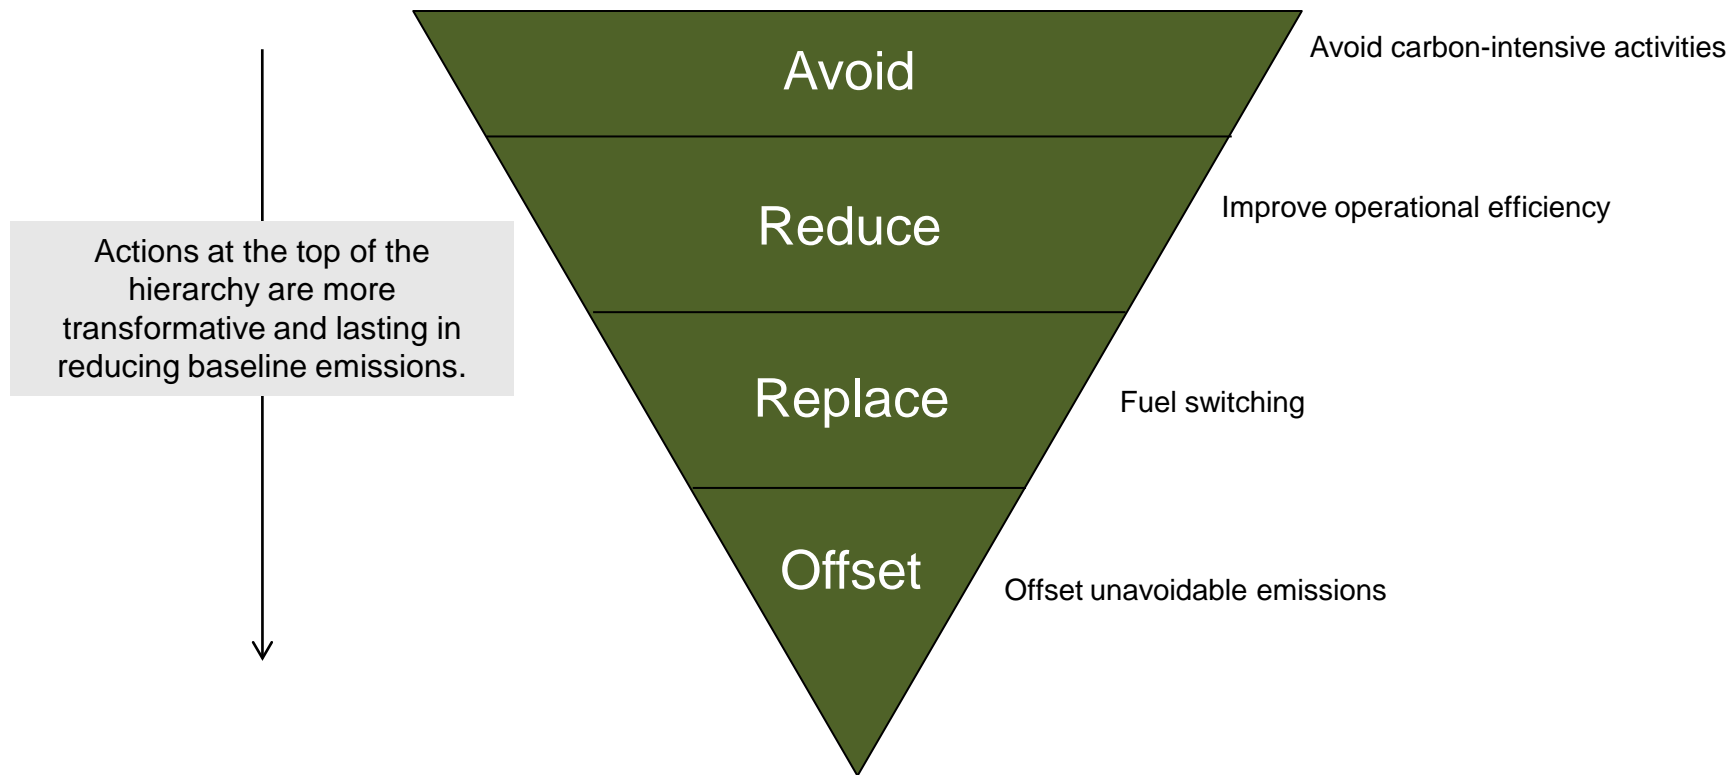 Avoid
Avoid carbon-intensive activities
Reduce
Improve operational efficiency
Actions at the top of the
hierarchy are more
transformative and lasting in
reducing baseline emissions.
Replace
Fuel switching
Offset
Offset unavoidable emissions